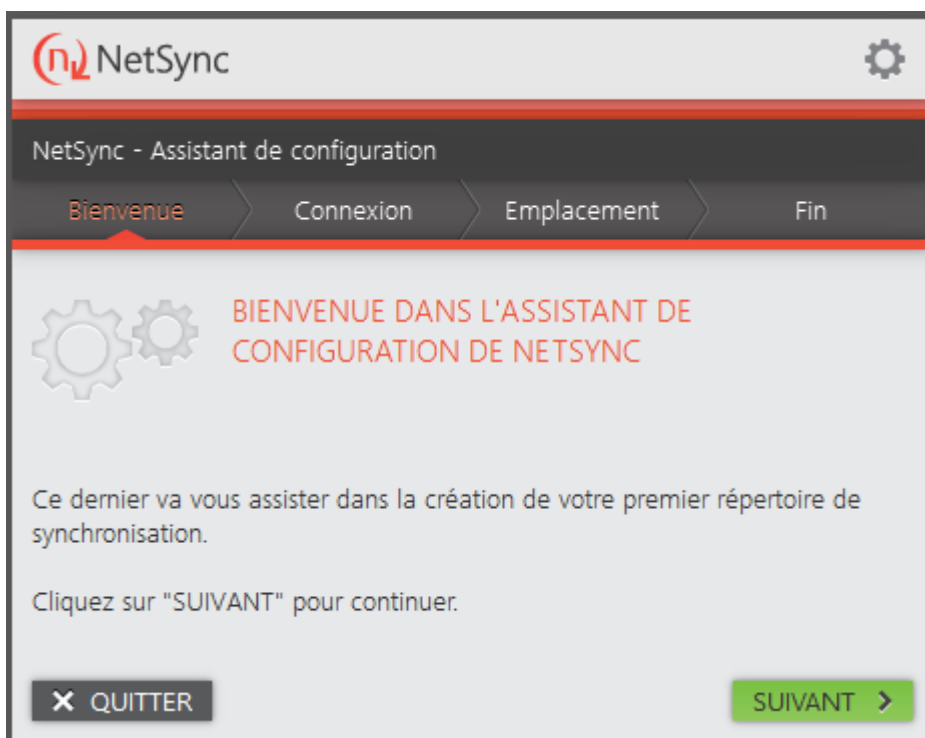 NetSync
NetSync - Assistant de configuration
Bienvenue Connexion Emplacement Fin
BIENVENUE DANS L'ASSISTANT DE
CONFIGURATION DE NETSYNC
Ce dernier va vous assister dans la création de votre premier répertoire de
synchronisation.
Cliquez sur "SUIVANT" pour continuer.
QUITTER SUIVANT